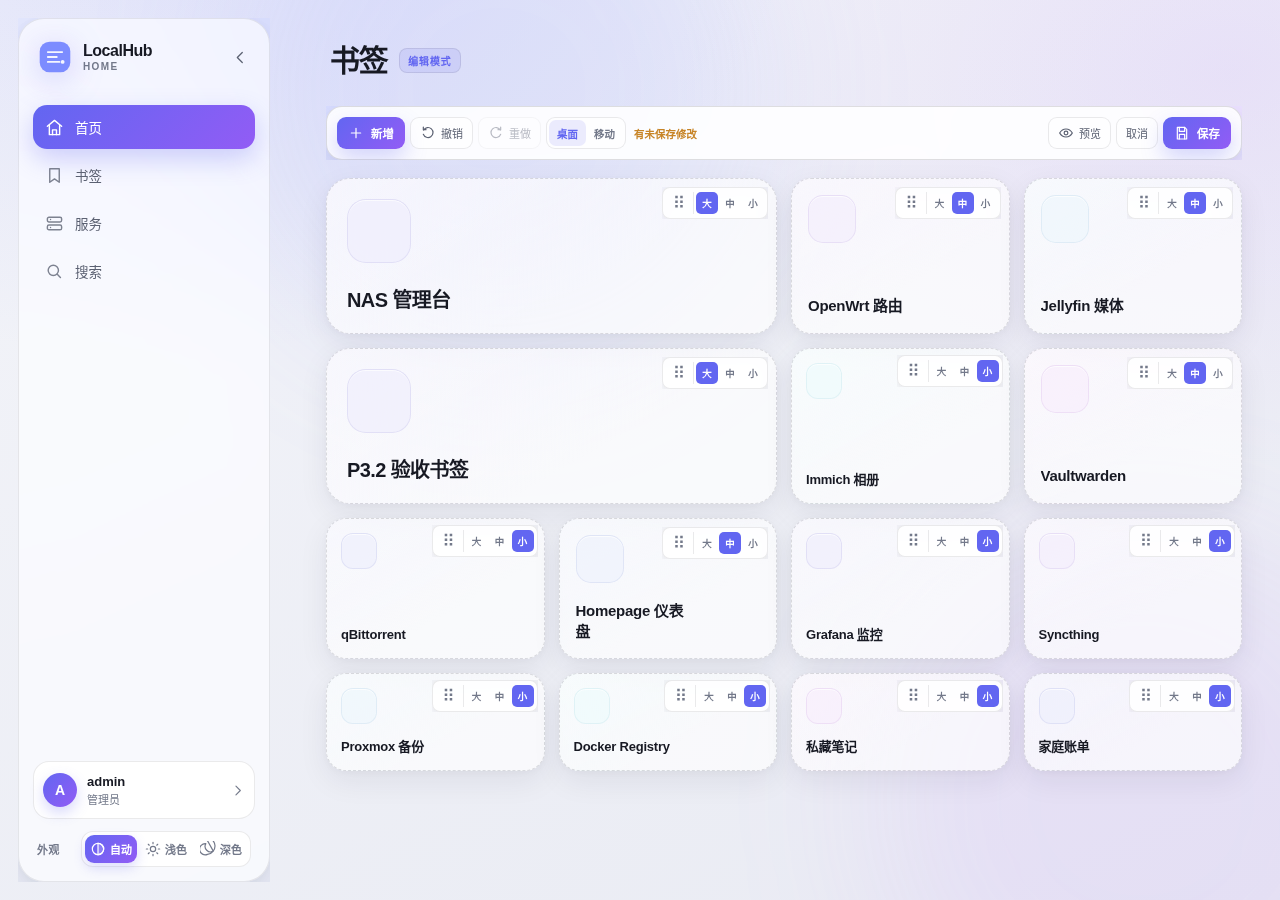 LocalHub
HOME
首页
书签
服务
搜索
A
admin
管理员
外观
自动
浅色
深色
书签
编辑模式
新增
撤销
重做
桌面
移动
有未保存修改
预览
取消
保存
大 中 小
NAS 管理台
大 中 小
OpenWrt 路由
大 中 小
Jellyfin 媒体
大 中 小
P3.2 验收书签
大 中 小
Immich 相册
大 中 小
Vaultwarden
大 中 小
qBittorrent
大 中 小
Homepage 仪表
盘
大 中 小
Grafana 监控
大 中 小
Syncthing
大 中 小
Proxmox 备份
大 中 小
Docker Registry
大 中 小
私藏笔记
大 中 小
家庭账单